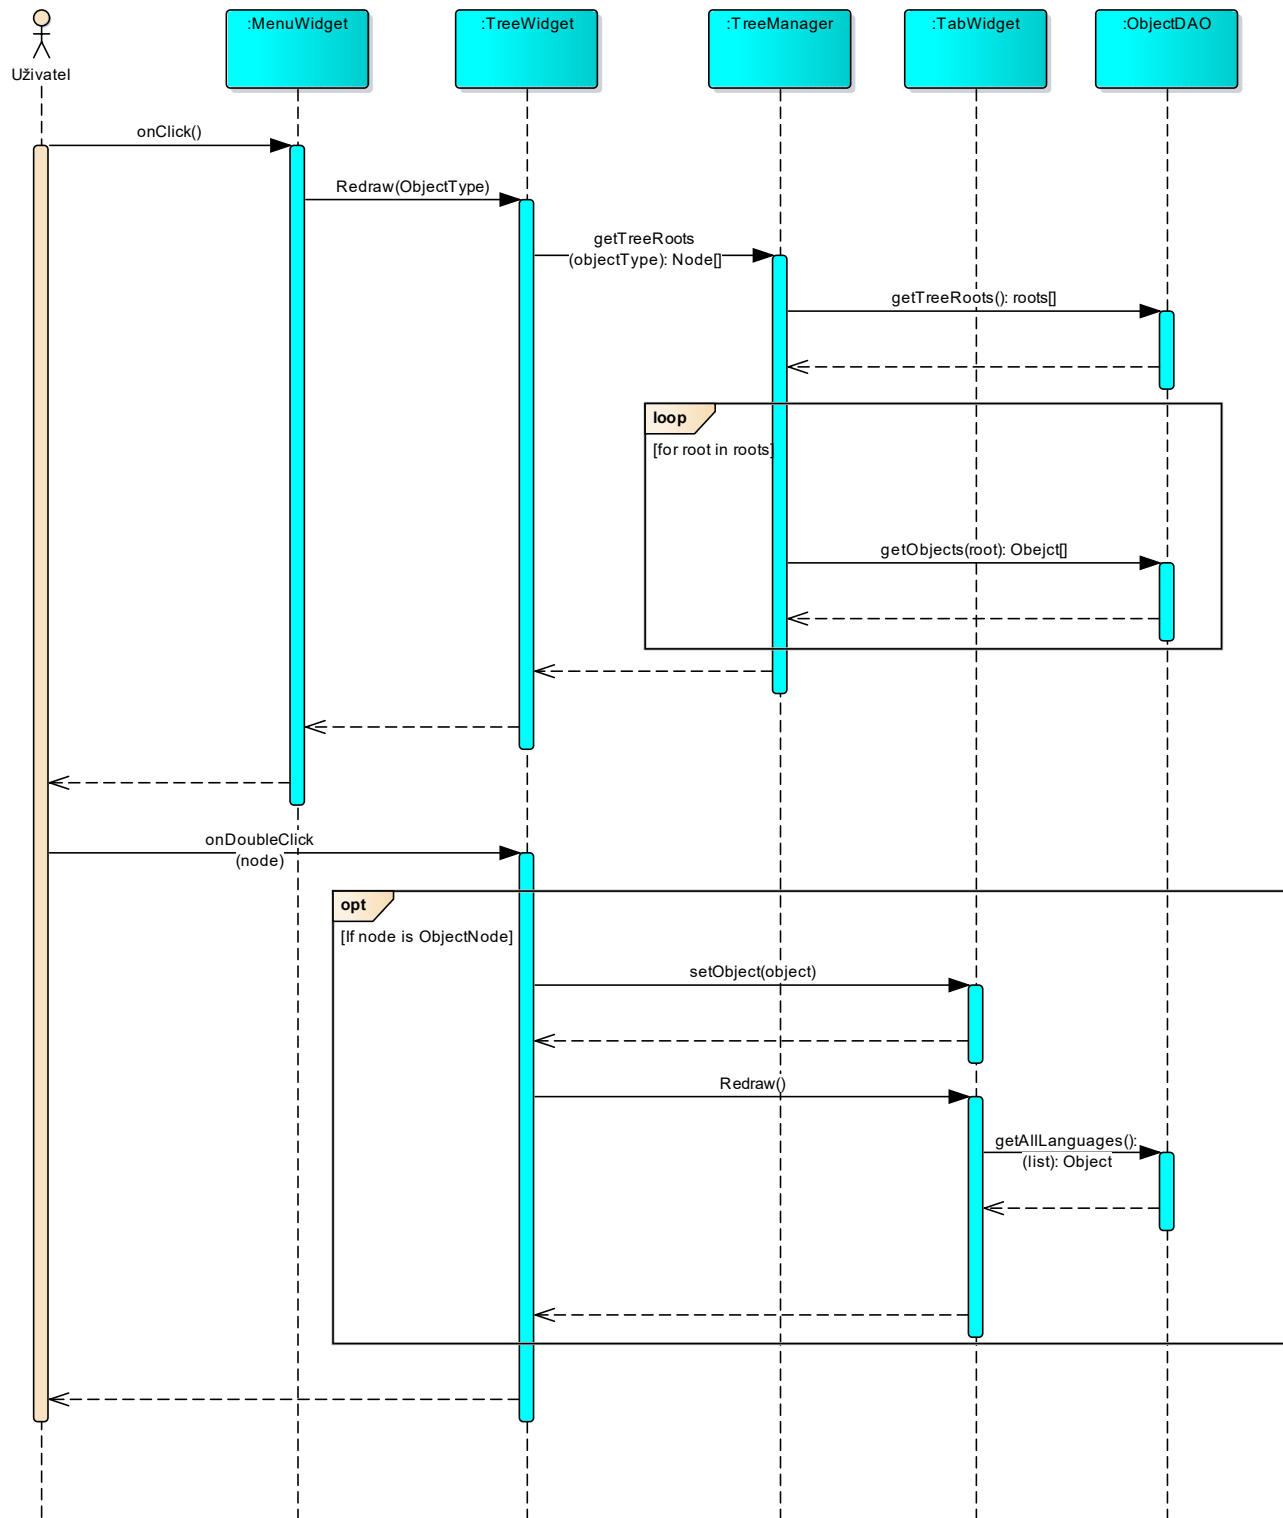 :MenuWidget
:TreeWidget
:TreeManager
:TabWidget
:ObjectDAO
Uživatel
onClick()
Redraw(ObjectType)
getTreeRoots
(objectType): Node[]
getTreeRoots(): roots[]
loop
[for root in roots]
getObjects(root): Obejct[]
onDoubleClick
(node)
opt
[If node is ObjectNode]
setObject(object)
Redraw()
getAllLanguages():
(list): Object